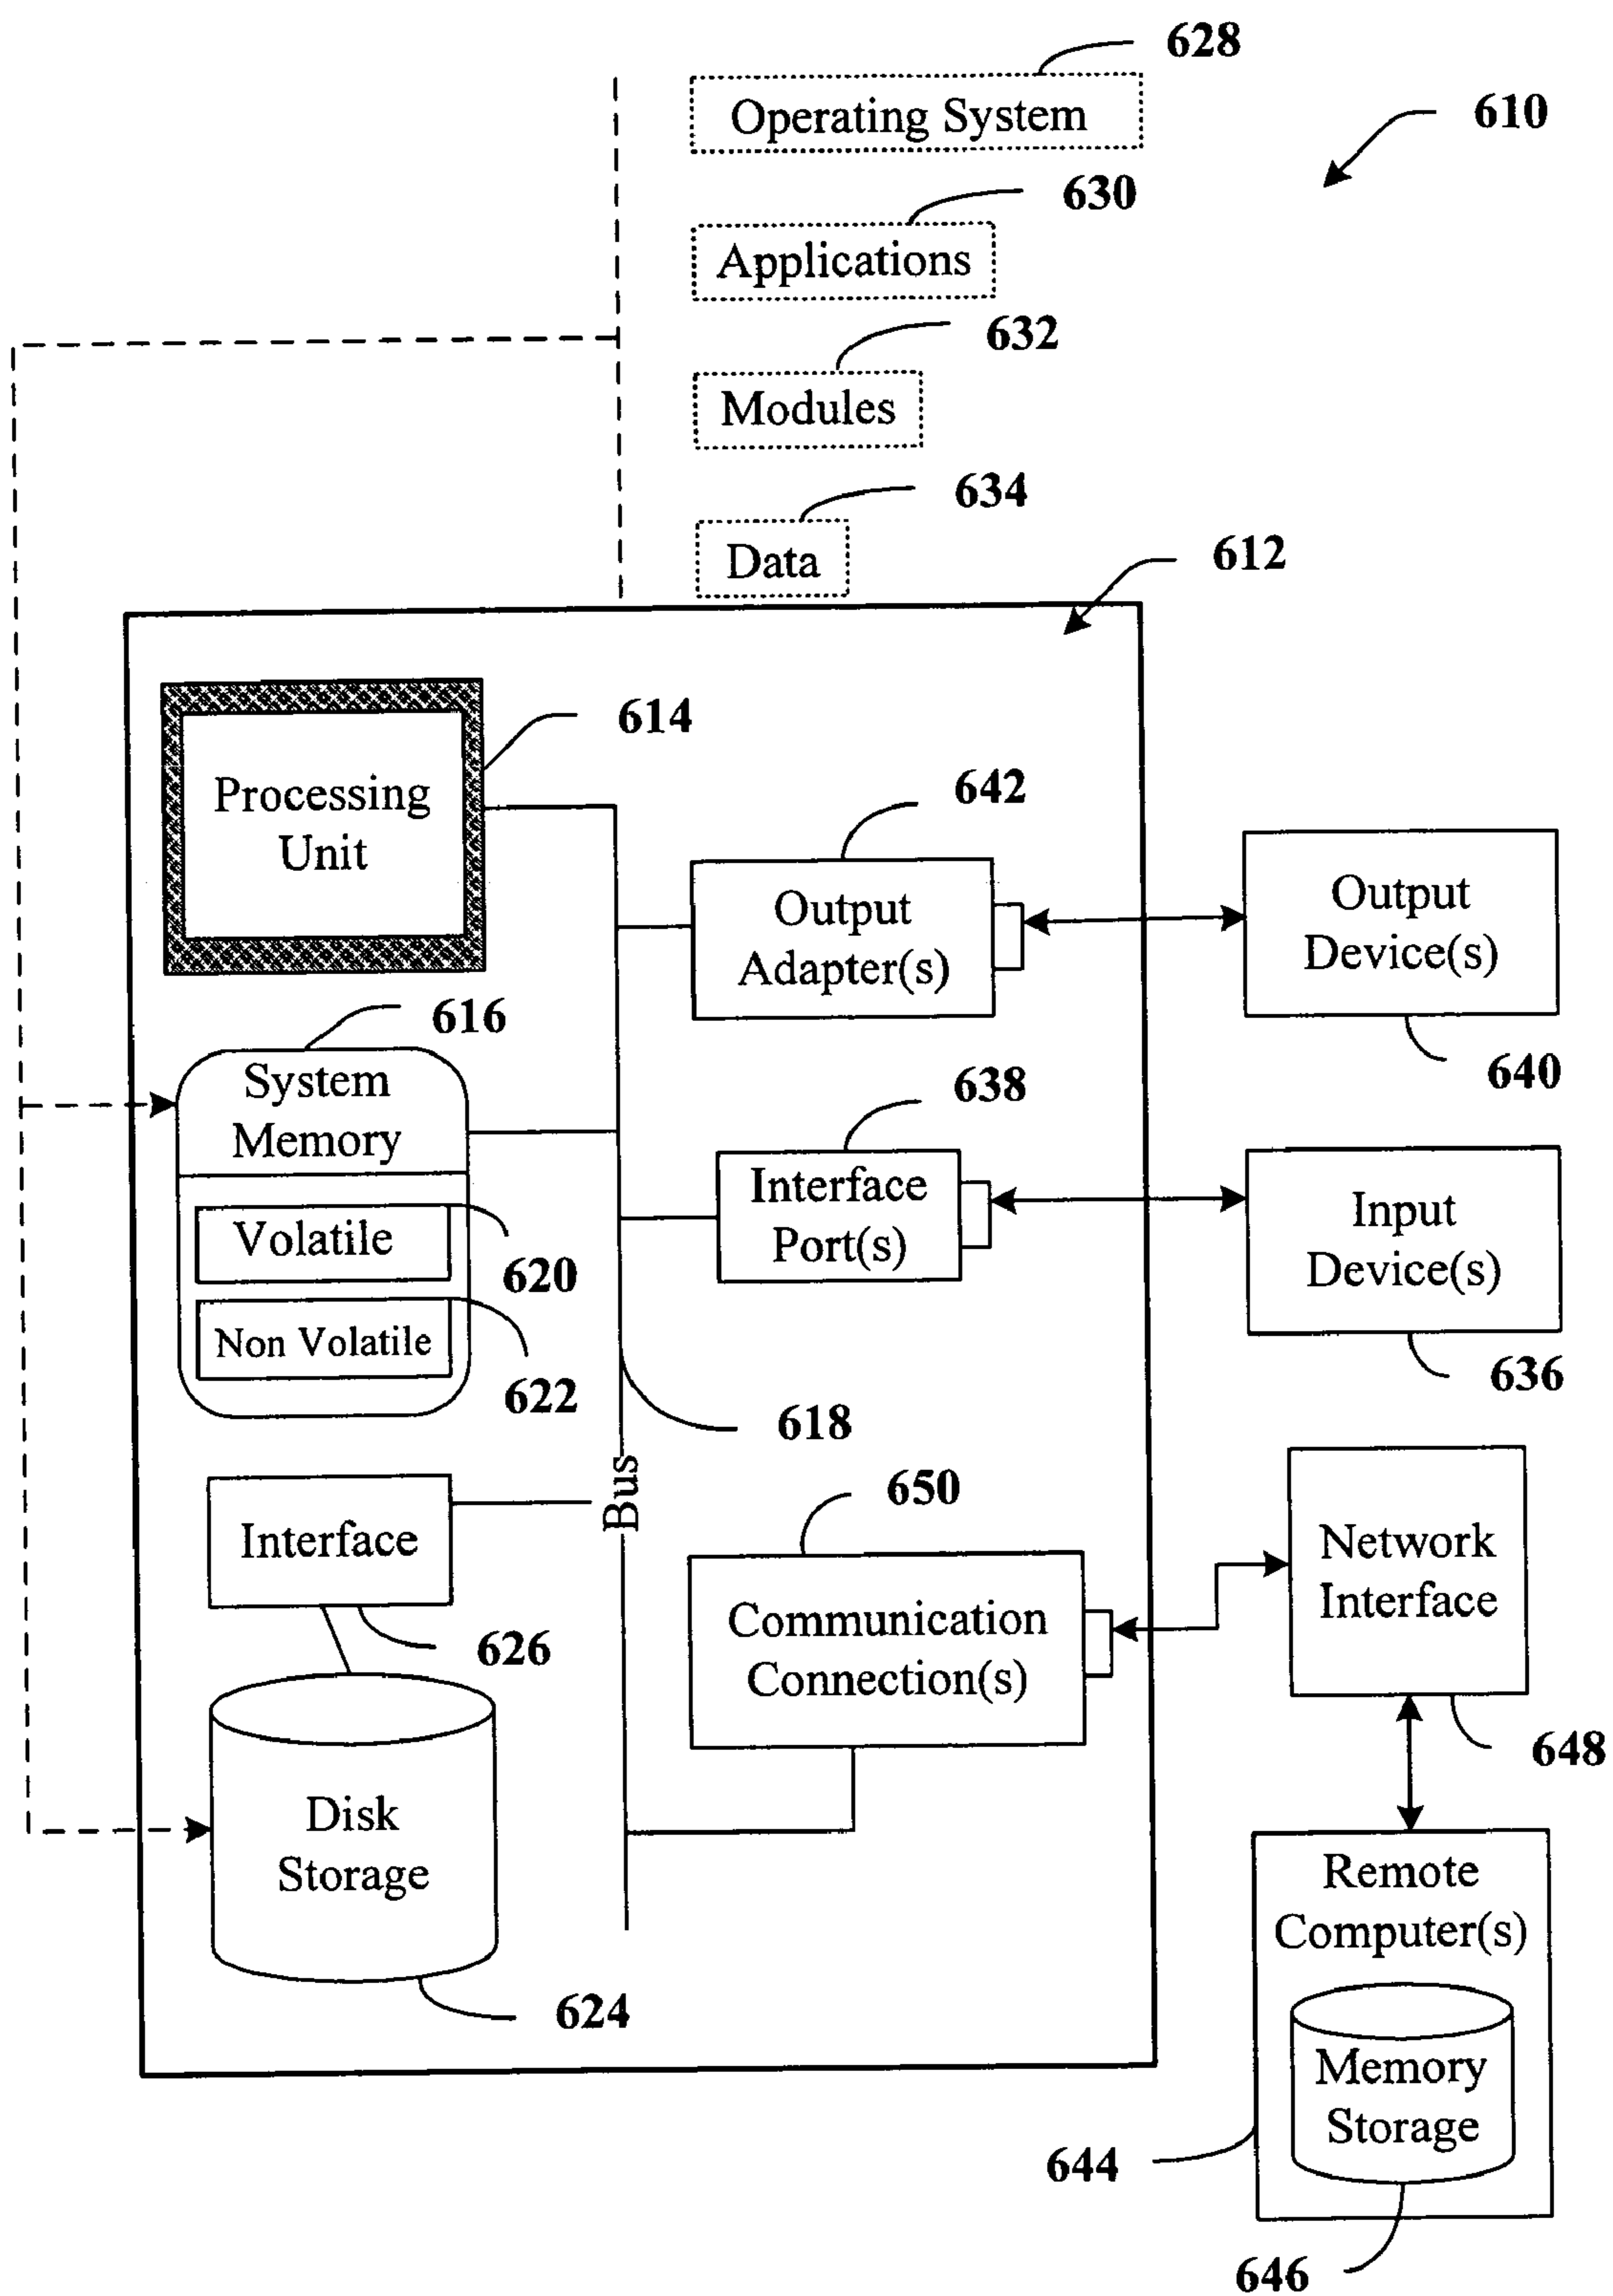 628
Operating System
610
630
Applications
632
Modules
634
Data
612
614
Processing
Unit
642
Output
Adapter(s)
Output
Device(s)
640
616
System
Memory
638
Interface
Port(s)
Input
Device(s)
636
Volatile
620
Non Volatile
622
618
Bus
650
Interface
626
Communication
Connection(s)
Network
Interface
648
Disk
Storage
624
Remote
Computer(s)
Memory
Storage
644
646